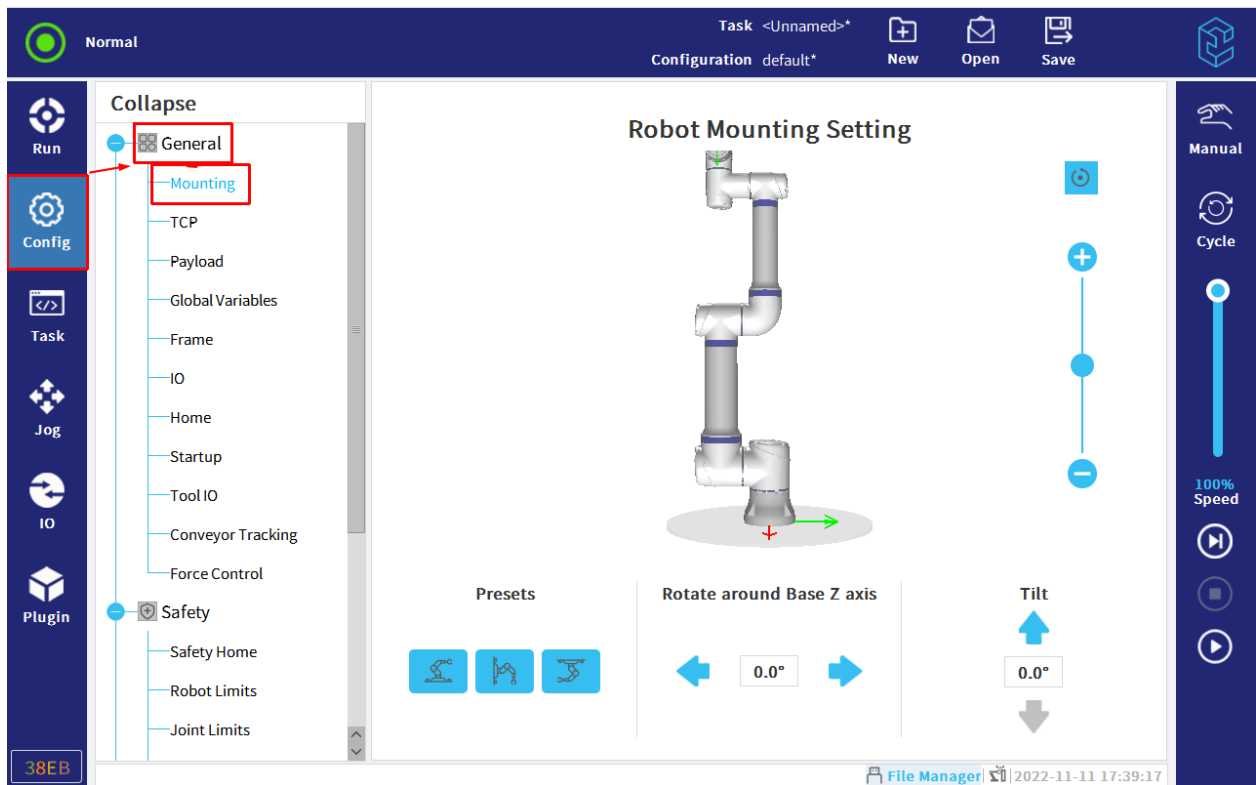 Normal
Task <Unnamed>*
Configuration default*
New
Open
Save
Run
Config
Task
Jog
IO
Plugin
38EB
Collapse
General
Mounting
TCP
Payload
Global Variables
Frame
IO
Home
Startup
Tool IO
Conveyor Tracking
Force Control
Safety
Safety Home
Robot Limits
Joint Limits
Robot Mounting Setting
Presets
Rotate around Base Z axis
0.0°
Tilt
0.0°
Manual
Cycle
100%
Speed
File Manager
2022-11-11 17:39:17